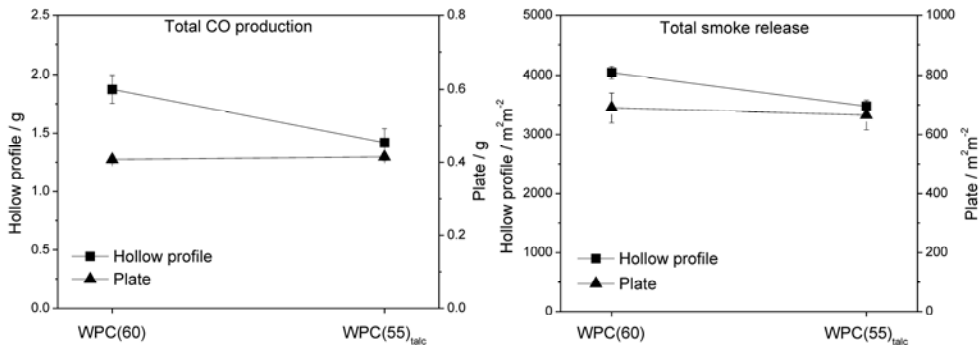 Total CO production
Hollow profile / g
2.5
2.0
1.5
1.0
0.5
0.0
0.8
0.6
0.4
0.2
0.0
Plate / g
Hollow profile
Plate
WPC(60)
WPC(55)talc
Total smoke release
Hollow profile / m²m-²
5000
4000
3000
2000
1000
0
1000
800
600
400
200
0
Plate / m²m-²
Hollow profile
Plate
WPC(60)
WPC(55)talc